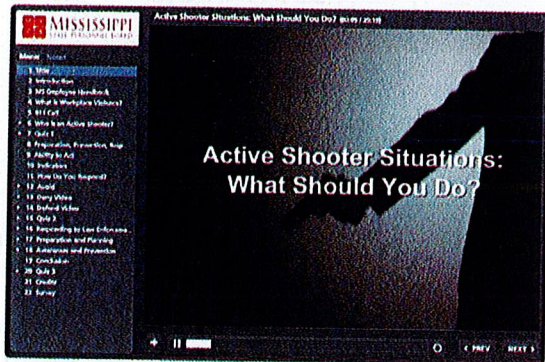 MISSISSIPPI
STATE PERSONNEL BOARD
Active Shooter Situations: What Should You Do?
Menu
1 Title
2 Introduction
3 MS Employee Handbook
4 What is Workplace Violence?
5 911 Call
6 Who is an Active Shooter?
7 Quiz 1
8 Preparation, Prevention, Resp
9 Ability to Act
10 Indicators
11 How Do You Respond?
12 Avoid
13 Deny Video
14 Defend Video
15 Quiz 2
16 Responding to Law Enforceme...
17 Preparation and Planning
18 Awareness and Prevention
19 Conclusion
20 Quiz 3
21 Credits
22 Survey
Active Shooter Situations:
What Should You Do?
< PREV
NEXT >